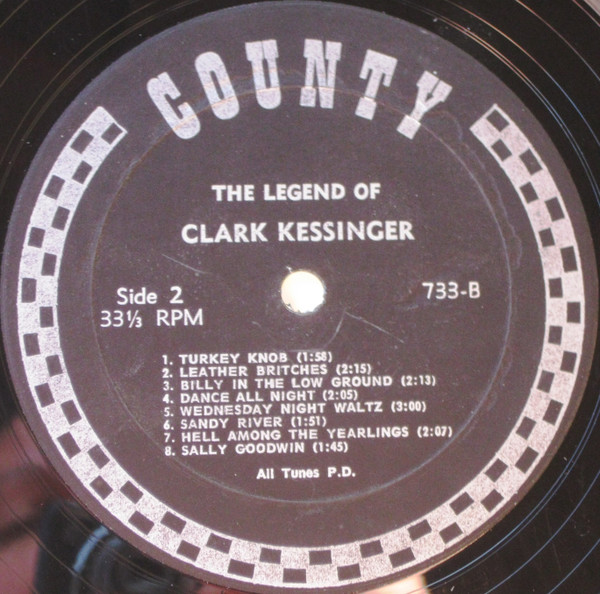 COUNTY
THE LEGEND OF
CLARK KESSINGER
Side 2
33⅓ RPM
733-B
1. TURKEY KNOB (1:58)
2. LEATHER BRITCHES (2:15)
3. BILLY IN THE LOW GROUND (2:13)
4. DANCE ALL NIGHT (2:05)
5. WEDNESDAY NIGHT WALTZ (3:00)
6. SANDY RIVER (1:51)
7. HELL AMONG THE YEARLINGS (2:07)
8. SALLY GOODWIN (1:45)
All Tunes P.D.